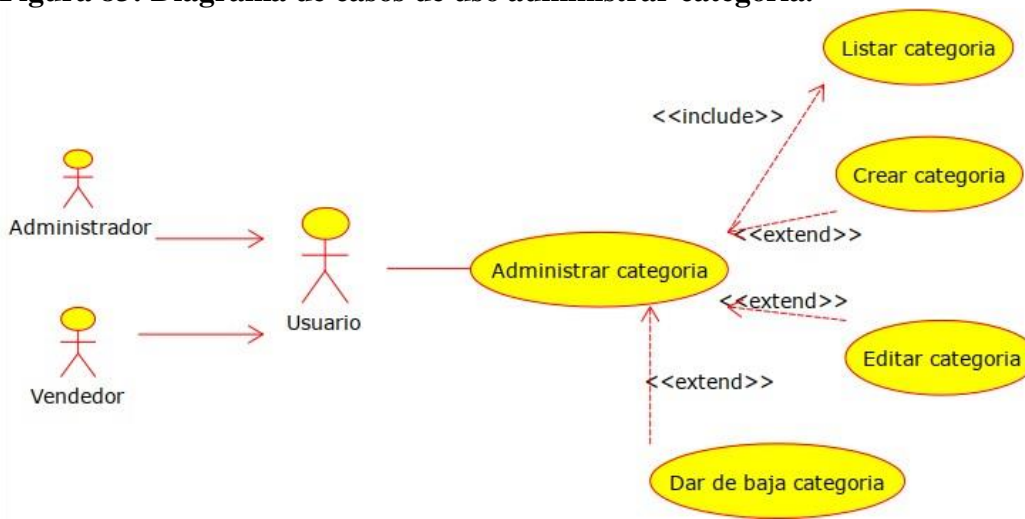 Listar categoria
<<include>>
Crear categoria
Administrador
<<extend>>
Administrar categoria
<<extend>>
Usuario
Editar categoria
<<extend>>
Vendedor
Dar de baja categoria